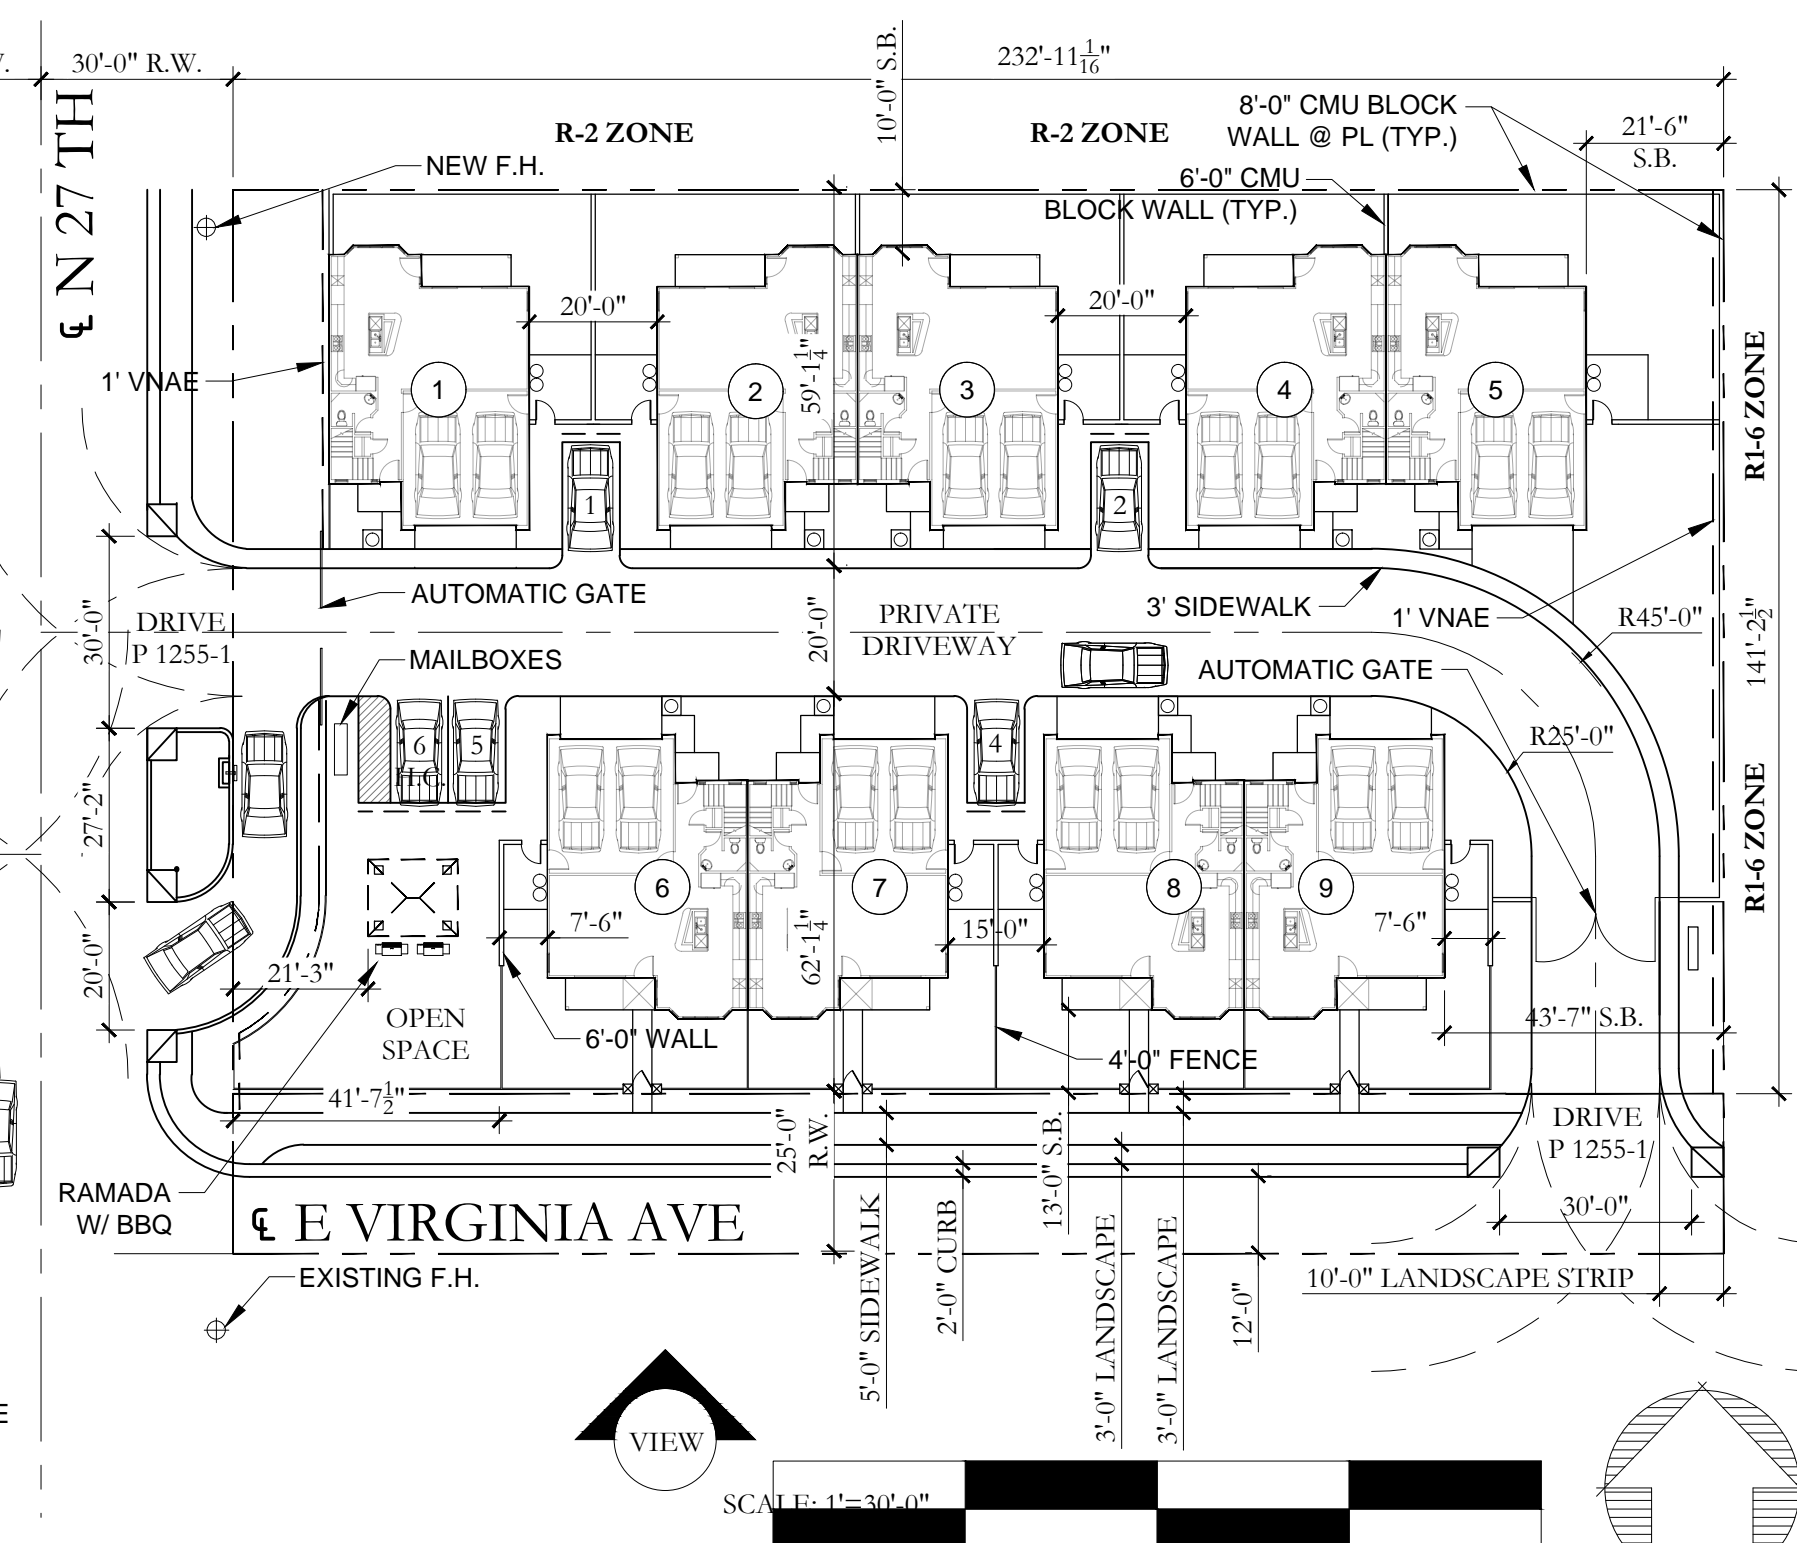 30'-0" R.W.
232'-11 1/16"
10'-0" S.B.
8'-0" CMU BLOCK
WALL @ PL (TYP.)
21'-6"
S.B.
R-2 ZONE
R-2 ZONE
℄ N 27 TH
NEW F.H.
6'-0" CMU
BLOCK WALL (TYP.)
20'-0"
20'-0"
59'-1 1/4"
1' VNAE
1
2
3
4
5
R1-6 ZONE
1
2
AUTOMATIC GATE
30'-0"
DRIVE
P 1255-1
20'-0"
PRIVATE
DRIVEWAY
3' SIDEWALK
1' VNAE
R45'-0"
141'-2 1/2"
MAILBOXES
AUTOMATIC GATE
6
5
H.C.
4
R25'-0"
27'-2"
R1-6 ZONE
6
7
8
9
7'-6"
62'-1 1/4"
15'-0"
7'-6"
20'-0"
21'-3"
OPEN
SPACE
6'-0" WALL
4'-0" FENCE
43'-7" S.B.
41'-7 1/2"
25'-0"
R.W.
13'-0" S.B.
DRIVE
P 1255-1
RAMADA
W/ BBQ
℄ E VIRGINIA AVE
30'-0"
EXISTING F.H.
5'-0" SIDEWALK
2'-0" CURB
3'-0" LANDSCAPE
3'-0" LANDSCAPE
12'-0"
10'-0" LANDSCAPE STRIP
VIEW
SCALE: 1'=30'-0"